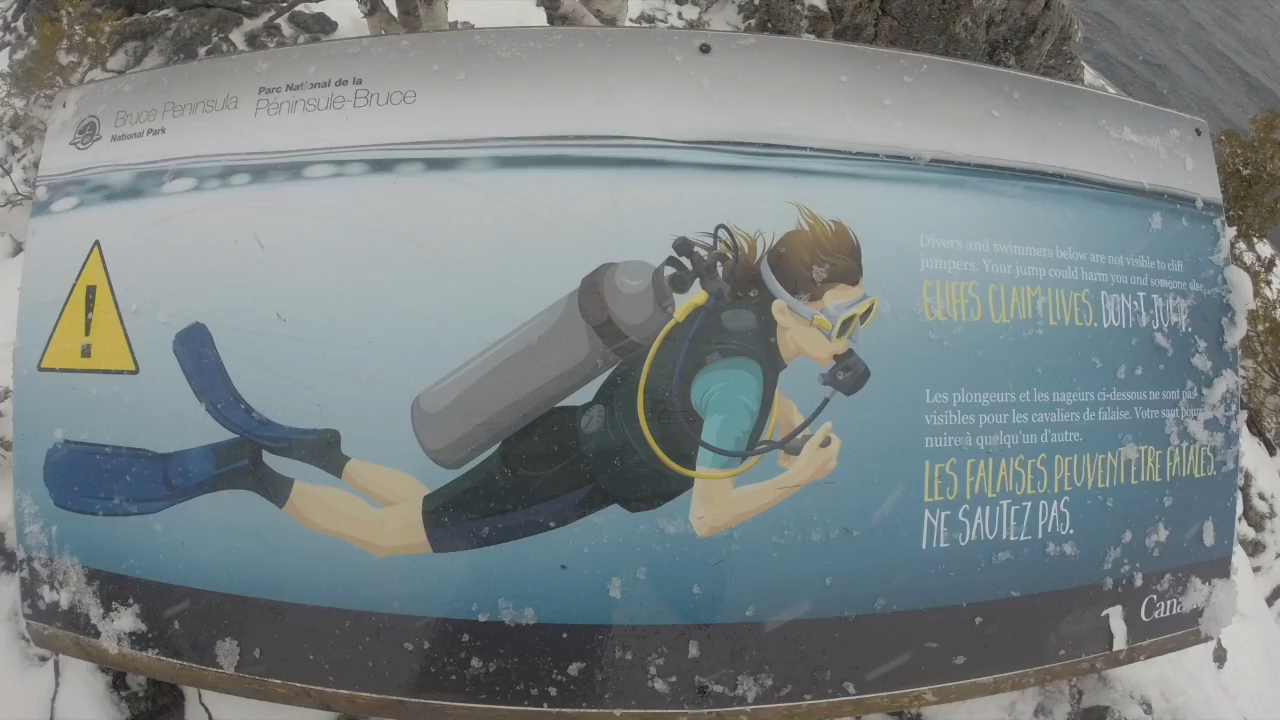 Bruce Peninsula
National Park
Parc National de la
Péninsule-Bruce
!
Divers and swimmers below are not visible to cliff
jumpers. Your jump could harm you and someone else.
CLIFFS CLAIM LIVES. DON'T JUMP.
Les plongeurs et les nageurs ci-dessous ne sont pas
visibles pour les cavaliers de falaise. Votre saut
nuire à quelqu'un d'autre.
LES FALAISES PEUVENT ETRE FATALES.
NE SAUTEZ PAS.